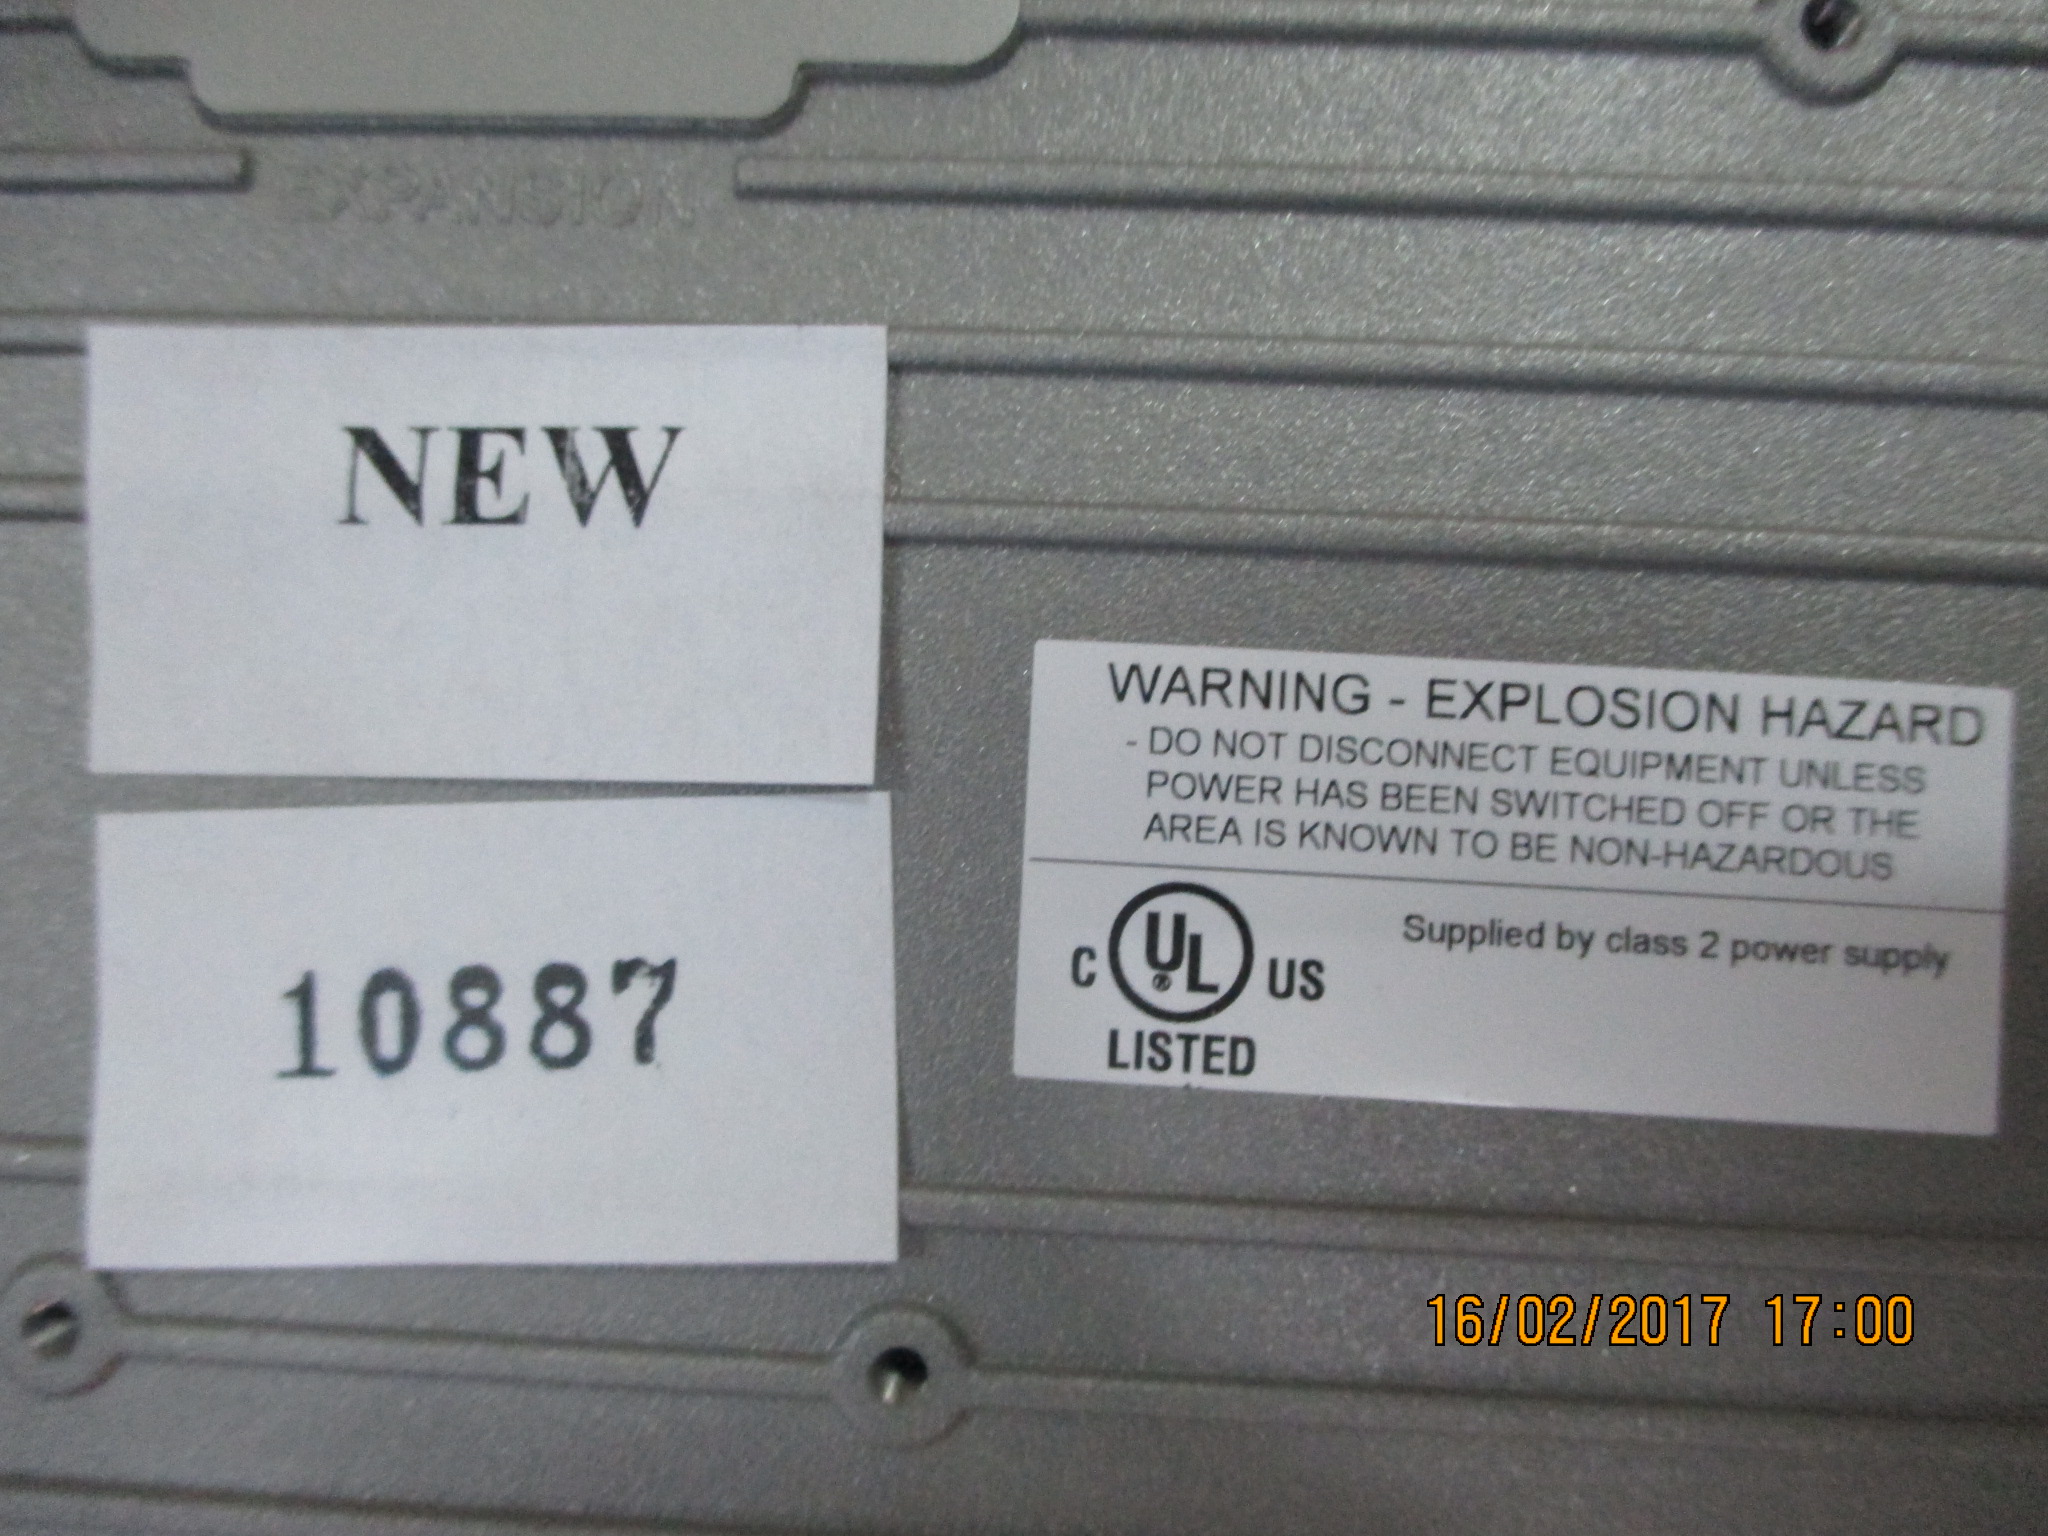 EXPANSION
NEW
10887
WARNING - EXPLOSION HAZARD
- DO NOT DISCONNECT EQUIPMENT UNLESS
POWER HAS BEEN SWITCHED OFF OR THE
AREA IS KNOWN TO BE NON-HAZARDOUS
C UL ® US
LISTED
Supplied by class 2 power supply
16/02/2017 17:00